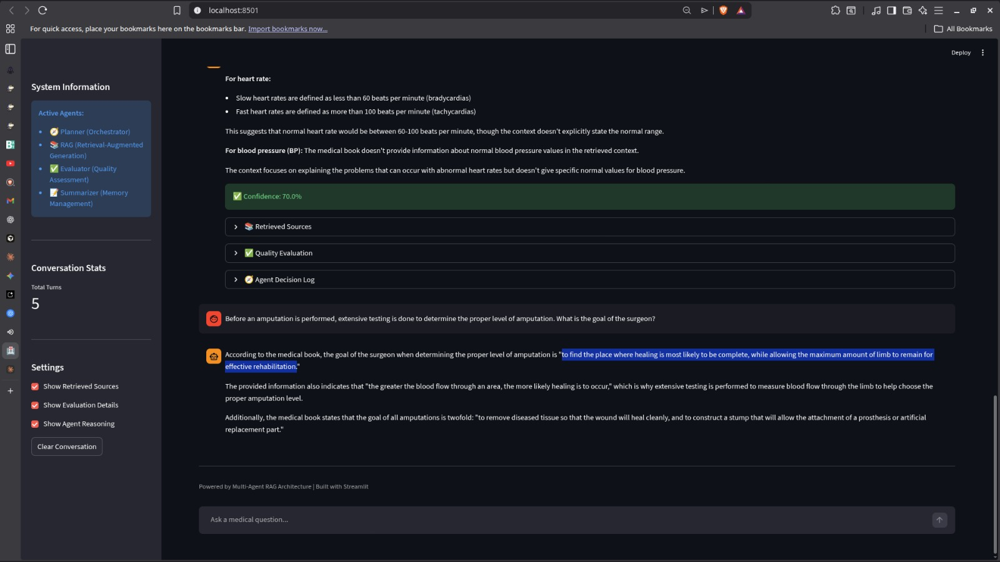 localhost:8501
For quick access, place your bookmarks here on the bookmarks bar. Import bookmarks now...
All Bookmarks
Deploy
System Information
Active Agents:
🧭 Planner (Orchestrator)
📚 RAG (Retrieval-Augmented
Generation)
✅ Evaluator (Quality
Assessment)
📝 Summarizer (Memory
Management)
Conversation Stats
Total Turns
5
Settings
Show Retrieved Sources
Show Evaluation Details
Show Agent Reasoning
Clear Conversation
For heart rate:
• Slow heart rates are defined as less than 60 beats per minute (bradycardias)
• Fast heart rates are defined as more than 100 beats per minute (tachycardias)
This suggests that normal heart rate would be between 60-100 beats per minute, though the context doesn't explicitly state the normal range.
For blood pressure (BP): The medical book doesn't provide information about normal blood pressure values in the retrieved context.
The context focuses on explaining the problems that can occur with abnormal heart rates but doesn't give specific normal values for blood pressure.
✅ Confidence: 70.0%
📚 Retrieved Sources
✅ Quality Evaluation
🧭 Agent Decision Log
Before an amputation is performed, extensive testing is done to determine the proper level of amputation. What is the goal of the surgeon?
According to the medical book, the goal of the surgeon when determining the proper level of amputation is "to find the place where healing is most likely to be complete, while allowing the maximum amount of limb to remain for
effective rehabilitation."
The provided information also indicates that "the greater the blood flow through an area, the more likely healing is to occur," which is why extensive testing is performed to measure blood flow through the limb to help choose the
proper amputation level.
Additionally, the medical book states that the goal of all amputations is twofold: "to remove diseased tissue so that the wound will heal cleanly, and to construct a stump that will allow the attachment of a prosthesis or artificial
replacement part."
Powered by Multi-Agent RAG Architecture | Built with Streamlit
Ask a medical question...